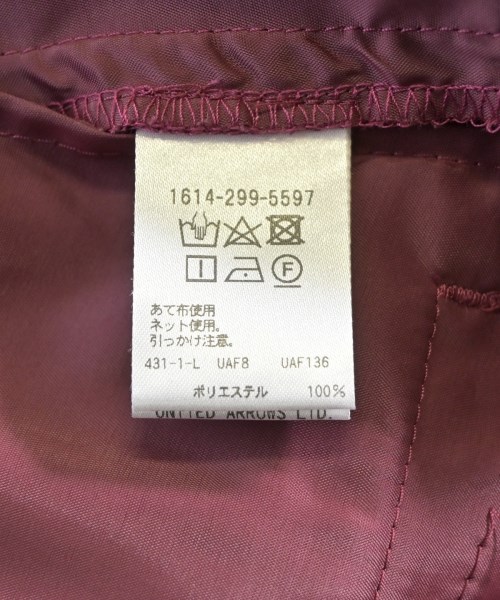 1614-299-5597
F
あて布使用
ネット使用。
引っかけ注意。
431-1-L UAF8 UAF136
ポリエステル 100%
UNITED ARROWS LTD.